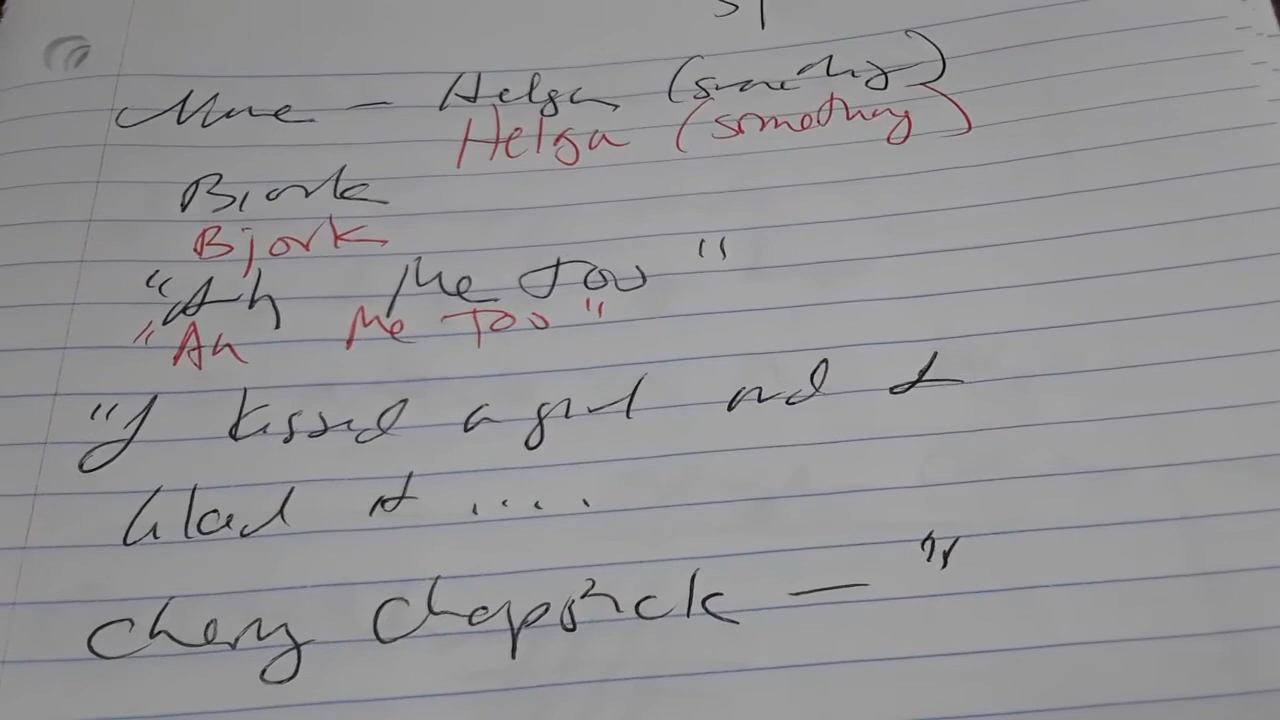 Mne — Helga (something)
Helga (something)
Bjork
Bjork
"Ah Me Too"
"Ah Me Too"
"I kissed a girl and I
liked it ....
Cherry Chapstick — "